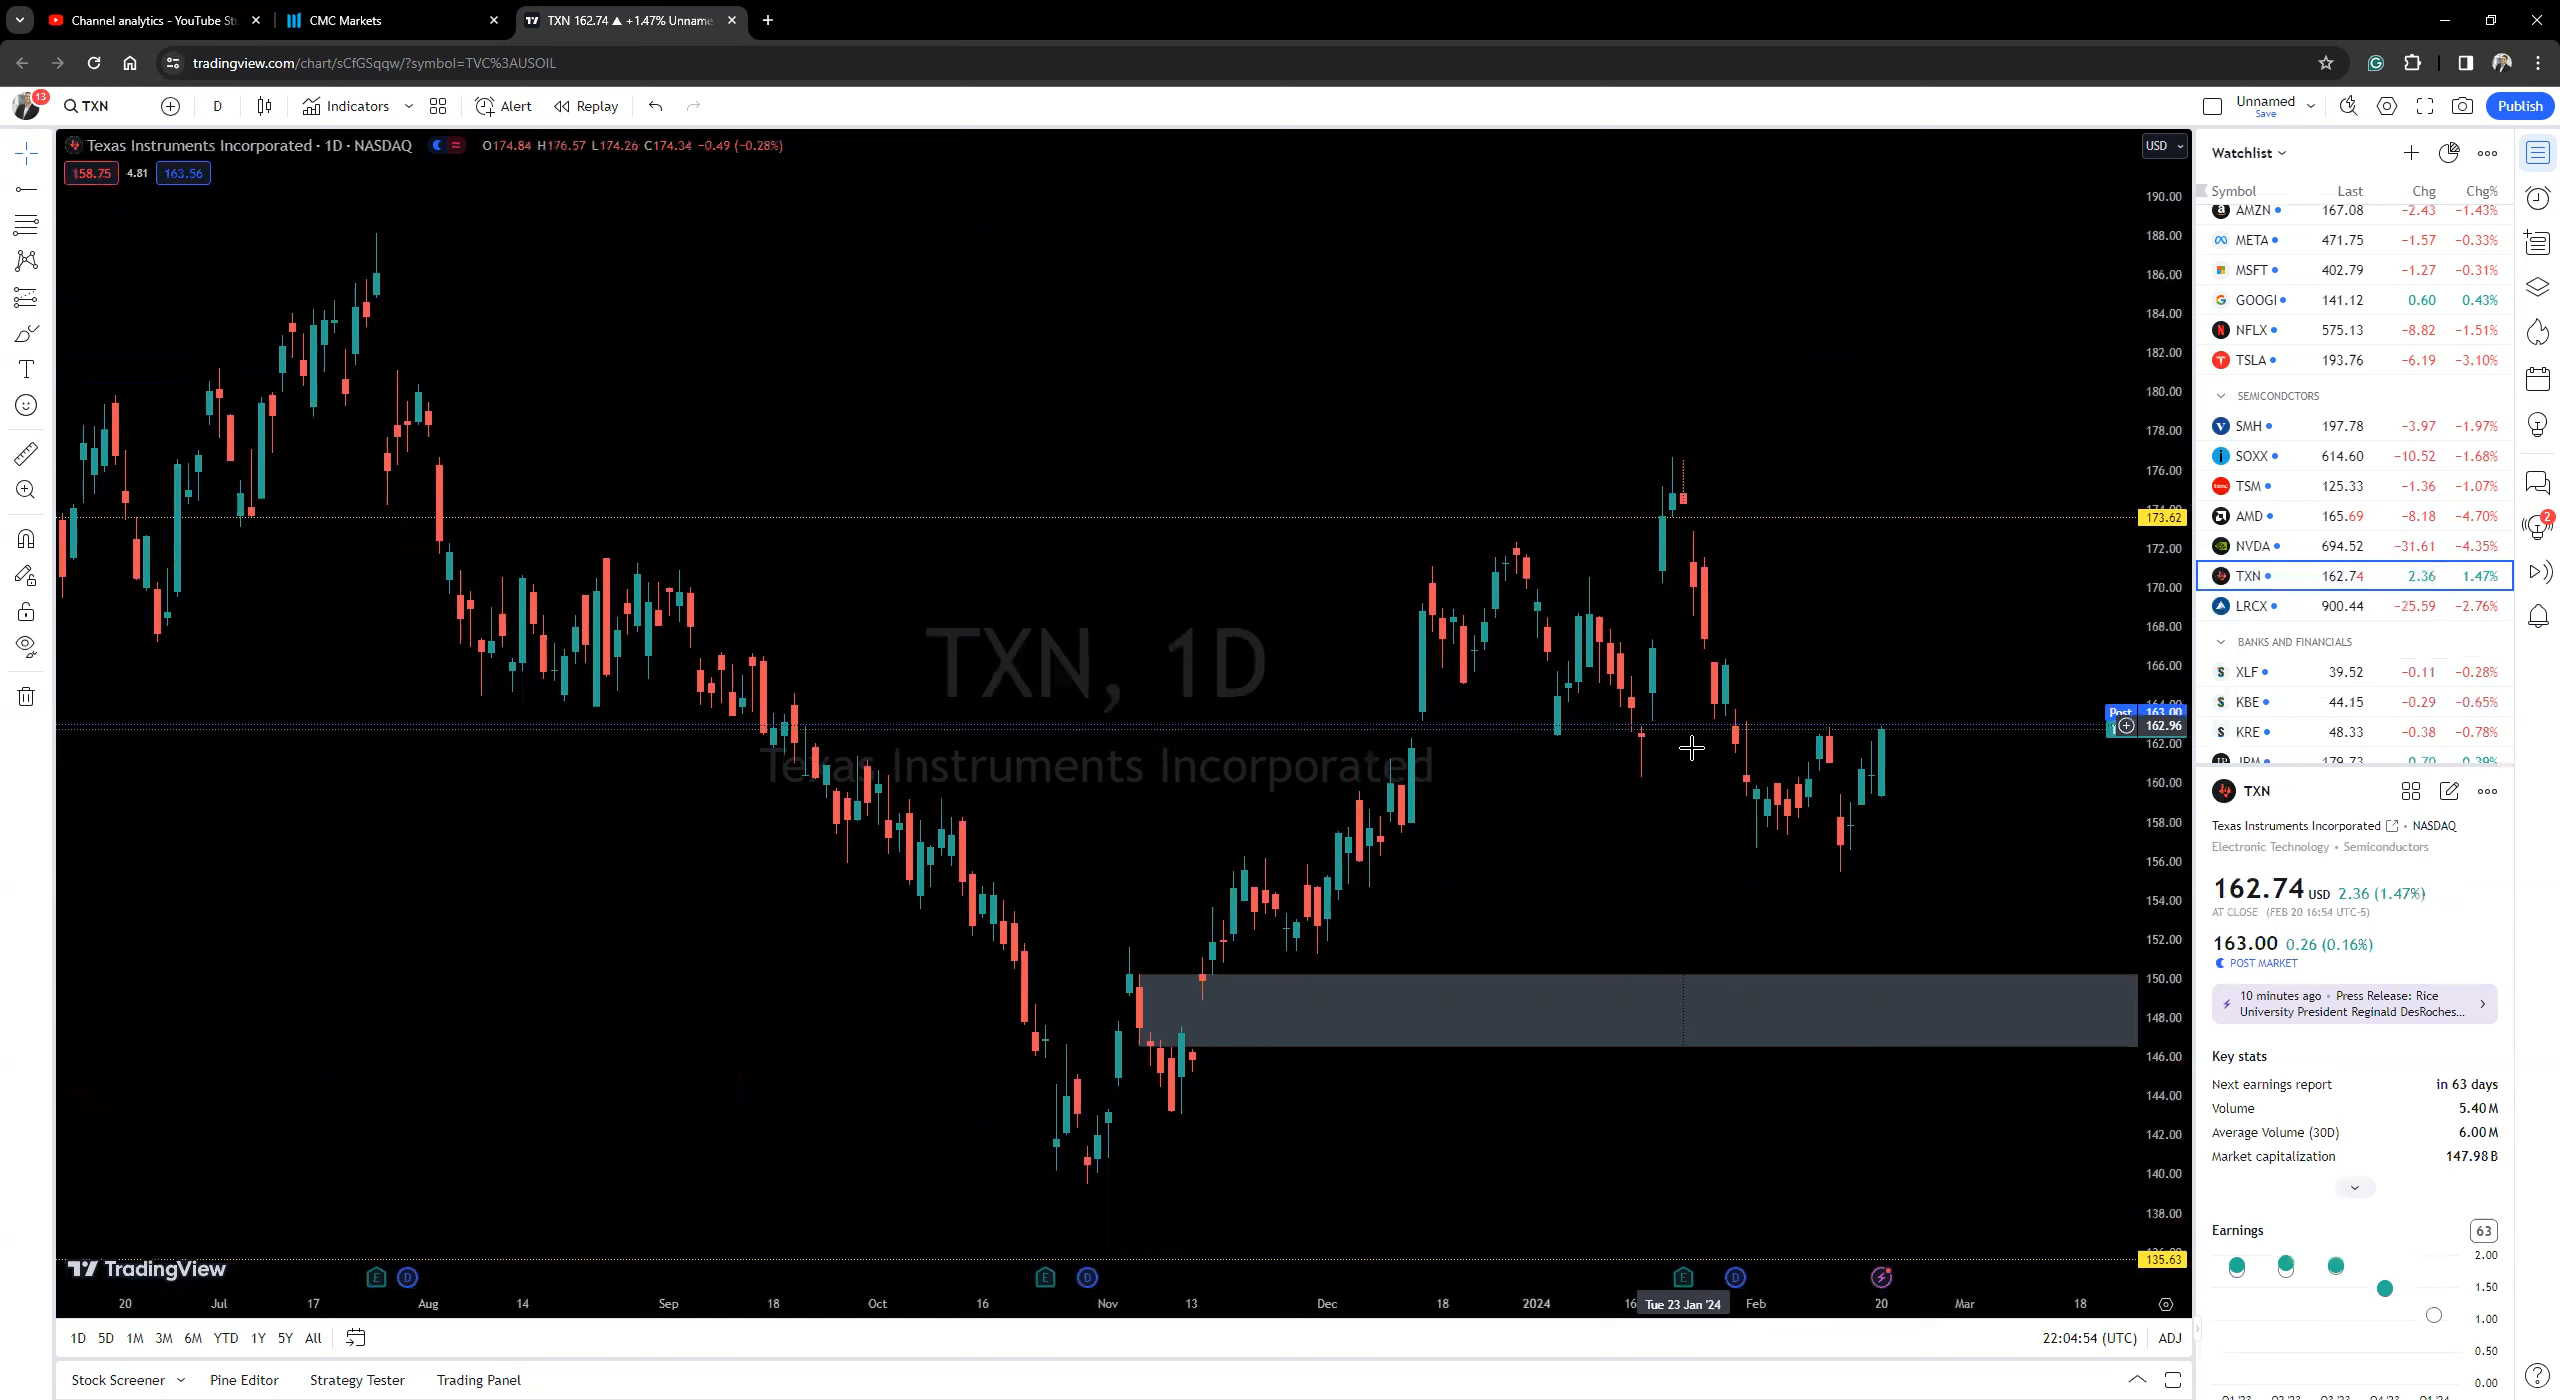 Channel analytics - YouTube St
CMC Markets
TXN 162.74 ▲ +1.47% Unname
tradingview.com/chart/sCfGSqqw/?symbol=TVC%3AUSOIL
13
TXN
D
Indicators
Alert
Replay
Unnamed
Save
Publish
Texas Instruments Incorporated · 1D · NASDAQ
O174.84 H176.57 L174.26 C174.34 −0.49 (−0.28%)
158.75
4.81
163.56
USD
TXN, 1D
Texas Instruments Incorporated
190.00
188.00
186.00
184.00
182.00
180.00
178.00
176.00
173.62
172.00
170.00
168.00
166.00
Post 163.00
162.96
162.00
160.00
158.00
156.00
154.00
152.00
150.00
148.00
146.00
144.00
142.00
140.00
138.00
135.63
TradingView
E
D
E
D
E
D
20
Jul
17
Aug
14
Sep
18
Oct
16
Nov
13
Dec
18
2024
16
Tue 23 Jan '24
Feb
20
Mar
18
1D 5D 1M 3M 6M YTD 1Y 5Y All
22:04:54 (UTC)
ADJ
Stock Screener
Pine Editor
Strategy Tester
Trading Panel
Watchlist
Symbol Last Chg Chg%
AMZN 167.08 −2.43 −1.43%
META 471.75 −1.57 −0.33%
MSFT 402.79 −1.27 −0.31%
GOOGL 141.12 0.60 0.43%
NFLX 575.13 −8.82 −1.51%
TSLA 193.76 −6.19 −3.10%
SEMICONDCTORS
SMH 197.78 −3.97 −1.97%
SOXX 614.60 −10.52 −1.68%
TSM 125.33 −1.36 −1.07%
AMD 165.69 −8.18 −4.70%
NVDA 694.52 −31.61 −4.35%
TXN 162.74 2.36 1.47%
LRCX 900.44 −25.59 −2.76%
BANKS AND FINANCIALS
XLF 39.52 −0.11 −0.28%
KBE 44.15 −0.29 −0.65%
KRE 48.33 −0.38 −0.78%
JPM 179.73 0.70 0.39%
TXN
Texas Instruments Incorporated • NASDAQ
Electronic Technology • Semiconductors
162.74 USD 2.36 (1.47%)
AT CLOSE (FEB 20 16:54 UTC-5)
163.00 0.26 (0.16%)
POST MARKET
10 minutes ago • Press Release: Rice
University President Reginald DesRoches...
Key stats
Next earnings report in 63 days
Volume 5.40M
Average Volume (30D) 6.00M
Market capitalization 147.98B
Earnings
63
2.00
1.50
1.00
0.50
0.00
2